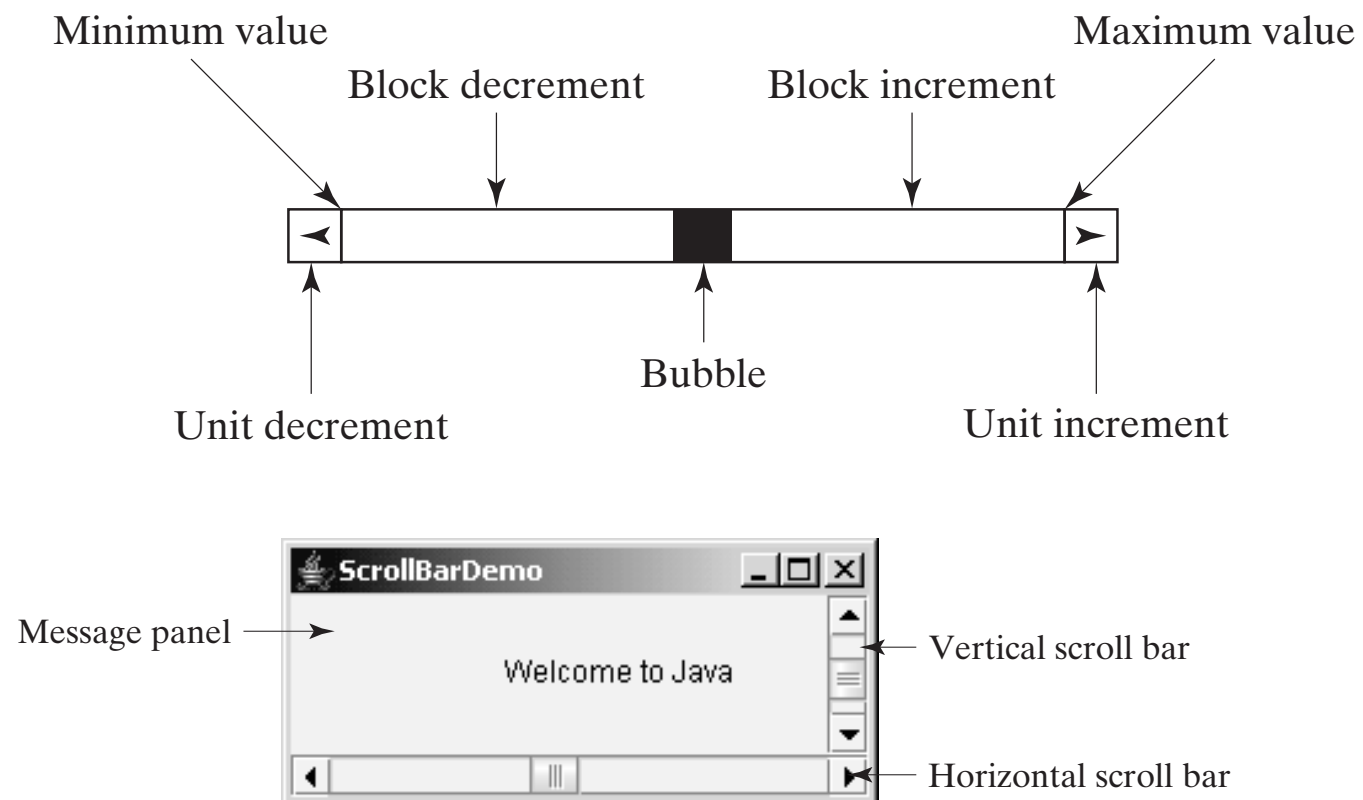 Minimum value
Maximum value
Block decrement
Block increment
Bubble
Unit decrement
Unit increment
ScrollBarDemo
Message panel
Welcome to Java
Vertical scroll bar
Horizontal scroll bar